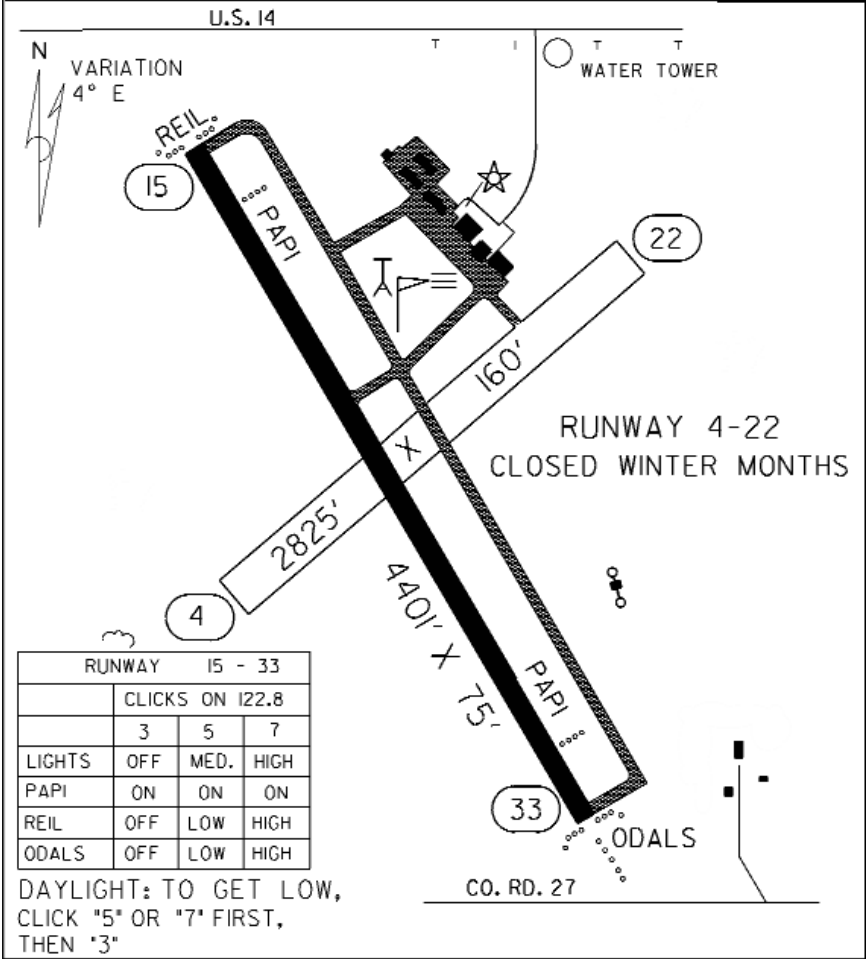 U.S. 14
N
VARIATION
4° E
T I T T
WATER TOWER
REIL
15
PAPI
22
160'
X
2825'
4
RUNWAY 4-22
CLOSED WINTER MONTHS
4401' X 75'
PAPI
33
ODALS
CO. RD. 27
RUNWAY 15 - 33
CLICKS ON 122.8
3 5 7
LIGHTS OFF MED. HIGH
PAPI ON ON ON
REIL OFF LOW HIGH
ODALS OFF LOW HIGH
DAYLIGHT: TO GET LOW,
CLICK "5" OR "7" FIRST,
THEN "3"